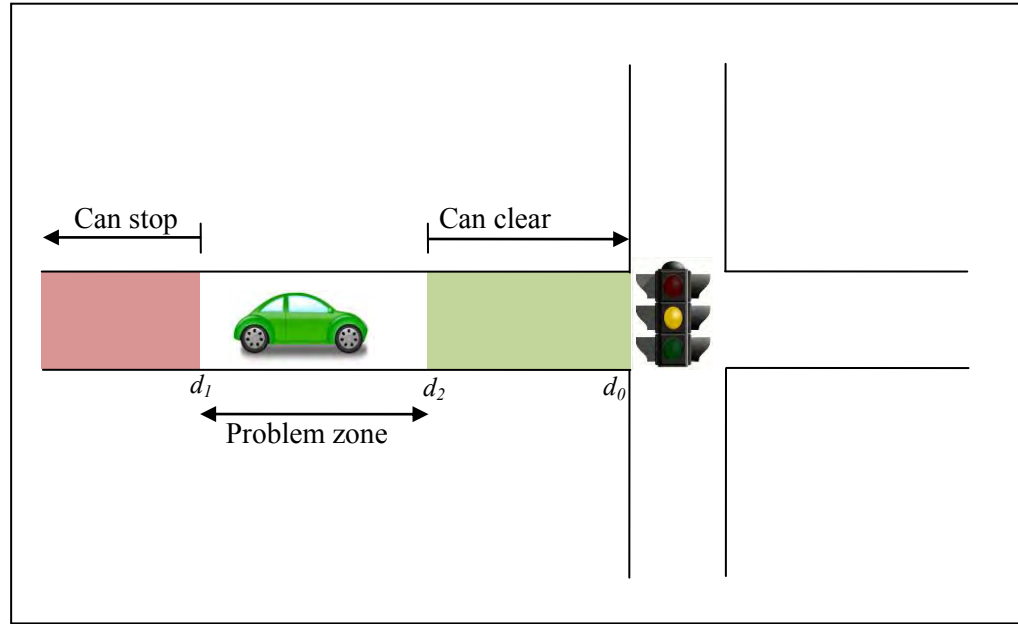 Can stop
Can clear
d₁
d₂
d₀
Problem zone